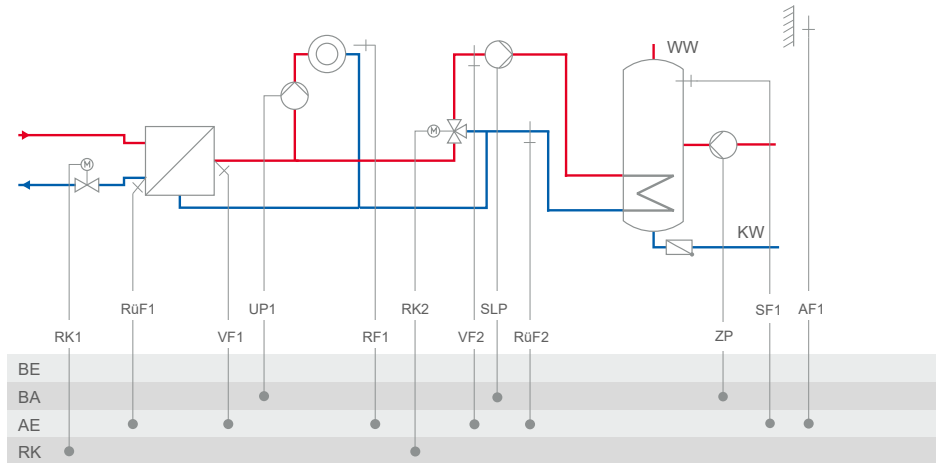 WW
M
M
KW
RüF1 UP1 RK2 SLP SF1 AF1
RK1 VF1 RF1 VF2 RüF2 ZP
BE
BA
AE
RK